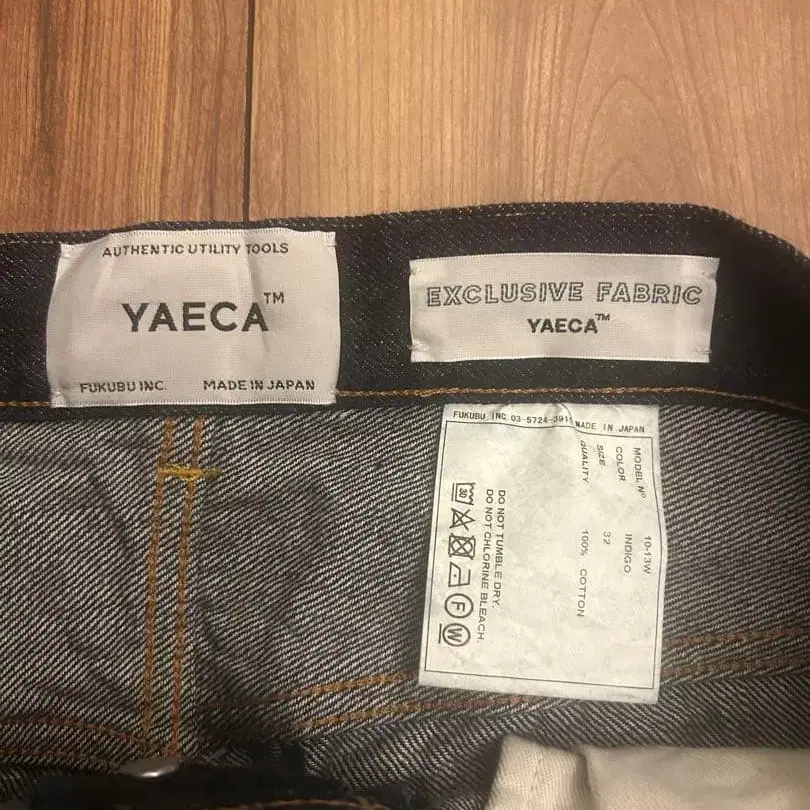 AUTHENTIC UTILITY TOOLS
YAECA™
FUKUBU INC. MADE IN JAPAN
EXCLUSIVE FABRIC
YAECA™
FUKUBU INC. 03-5724-391 MADE IN JAPAN
MODEL Nº 10-13W
COLOR INDIGO
SIZE 32
QUALITY 100% COTTON
DO NOT TUMBLE DRY.
DO NOT CHLORINE BLEACH.
30
F
W